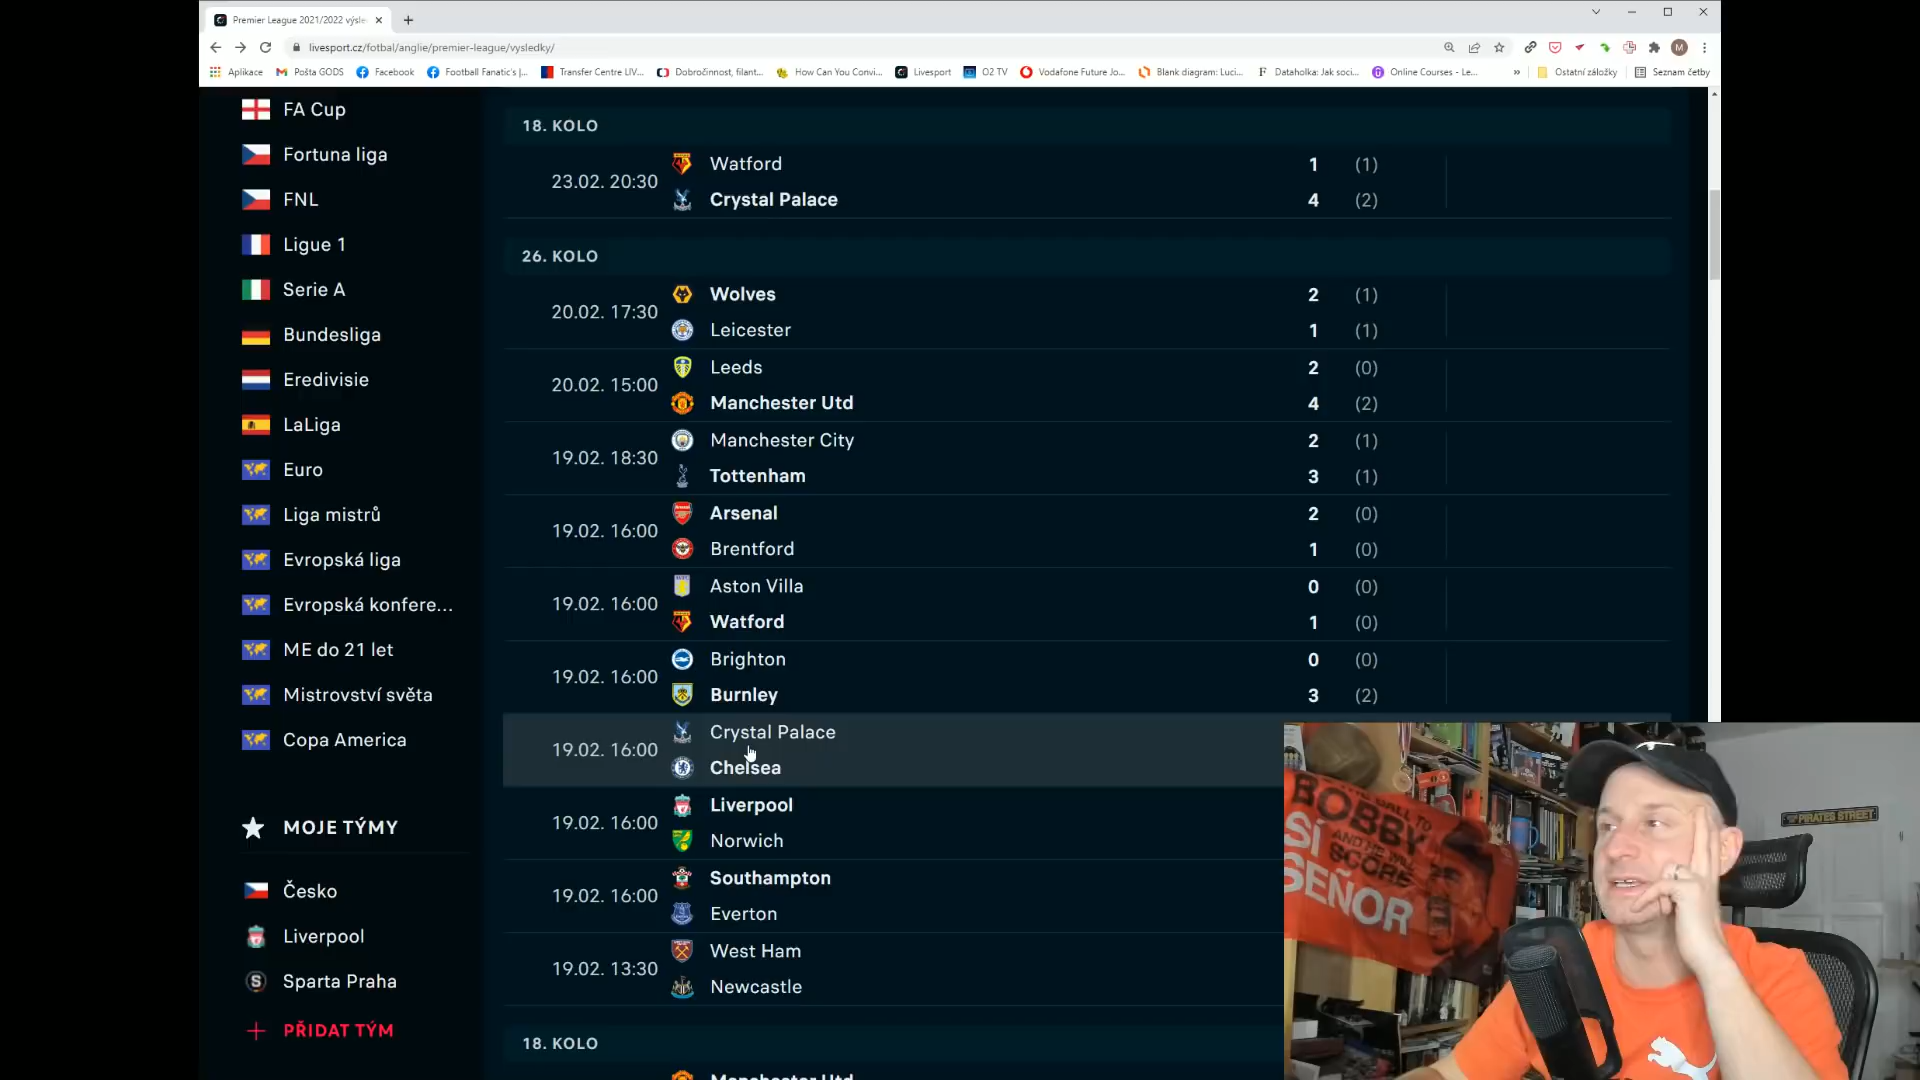 Premier League 2021/2022 výsle
livesport.cz/fotbal/anglie/premier-league/vysledky/
M
Aplikace
Pošta GODS
Facebook
Football Fanatic's |...
Transfer Centre LIV...
Dobročinnost, filant...
How Can You Convi...
Livesport
O2 TV
Vodafone Future Jo...
Blank diagram: Luci...
Dataholka: Jak soci...
Online Courses - Le...
»
Ostatní záložky
Seznam četby
FA Cup
Fortuna liga
FNL
Ligue 1
Serie A
Bundesliga
Eredivisie
LaLiga
Euro
Liga mistrů
Evropská liga
Evropská konfere...
ME do 21 let
Mistrovství světa
Copa America
MOJE TÝMY
Česko
Liverpool
Sparta Praha
+ PŘIDAT TÝM
18. KOLO
23.02. 20:30
Watford 1 (1)
Crystal Palace 4 (2)
26. KOLO
20.02. 17:30
Wolves 2 (1)
Leicester 1 (1)
20.02. 15:00
Leeds 2 (0)
Manchester Utd 4 (2)
19.02. 18:30
Manchester City 2 (1)
Tottenham 3 (1)
19.02. 16:00
Arsenal 2 (0)
Brentford 1 (0)
19.02. 16:00
Aston Villa 0 (0)
Watford 1 (0)
19.02. 16:00
Brighton 0 (0)
Burnley 3 (2)
19.02. 16:00
Crystal Palace
Chelsea
19.02. 16:00
Liverpool
Norwich
19.02. 16:00
Southampton
Everton
19.02. 13:30
West Ham
Newcastle
18. KOLO
Manchester Utd
BOBBY
AND HE WILL
SCORE
SÍ
SEÑOR
PIRATES STREET